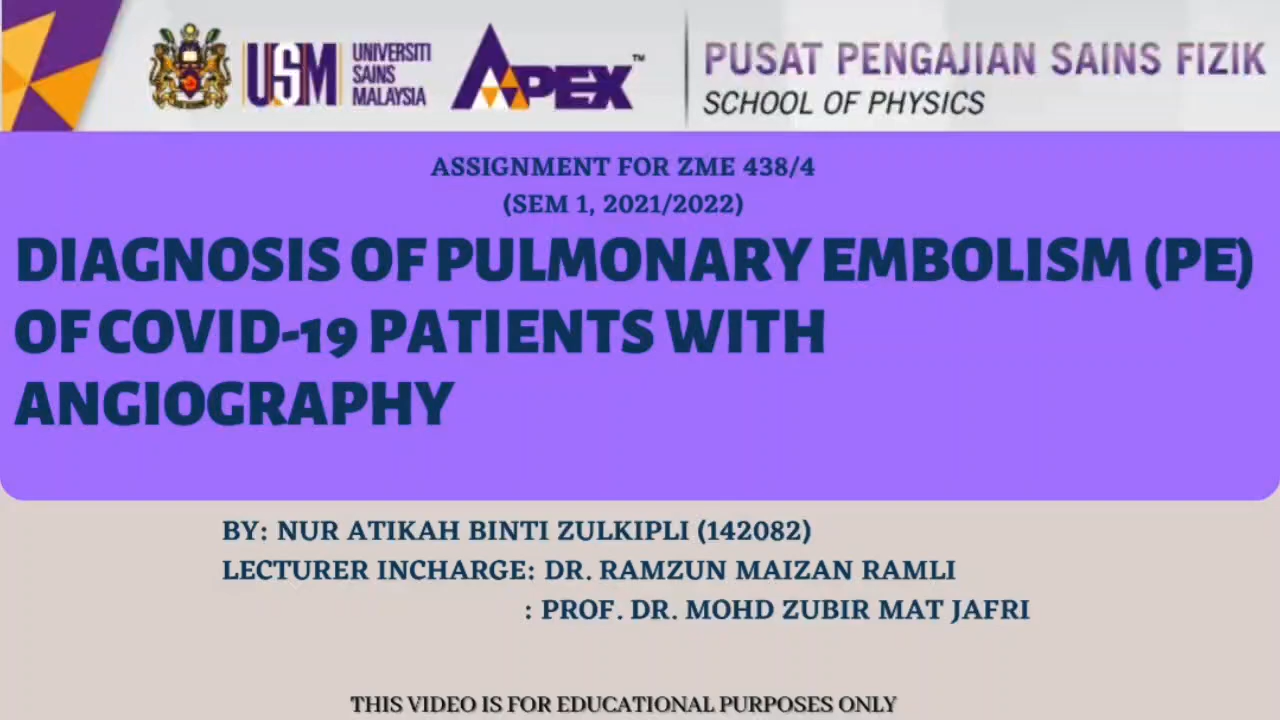 USM UNIVERSITI
SAINS
MALAYSIA
APEX™
PUSAT PENGAJIAN SAINS FIZIK
SCHOOL OF PHYSICS
ASSIGNMENT FOR ZME 438/4
(SEM 1, 2021/2022)
DIAGNOSIS OF PULMONARY EMBOLISM (PE)
OF COVID-19 PATIENTS WITH
ANGIOGRAPHY
BY: NUR ATIKAH BINTI ZULKIPLI (142082)
LECTURER INCHARGE: DR. RAMZUN MAIZAN RAMLI
: PROF. DR. MOHD ZUBIR MAT JAFRI
THIS VIDEO IS FOR EDUCATIONAL PURPOSES ONLY